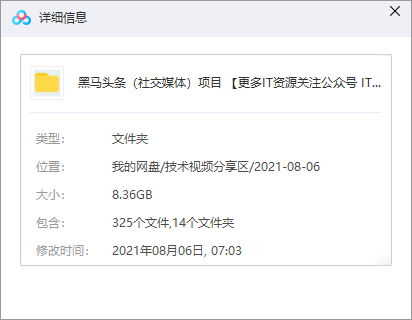 详细信息
黑马头条（社交媒体）项目 【更多IT资源关注公众号 IT...
类型： 文件夹
位置： 我的网盘/技术视频分享区/2021-08-06
大小： 8.36GB
包含： 325个文件,14个文件夹
修改时间： 2021年08月06日, 07:03